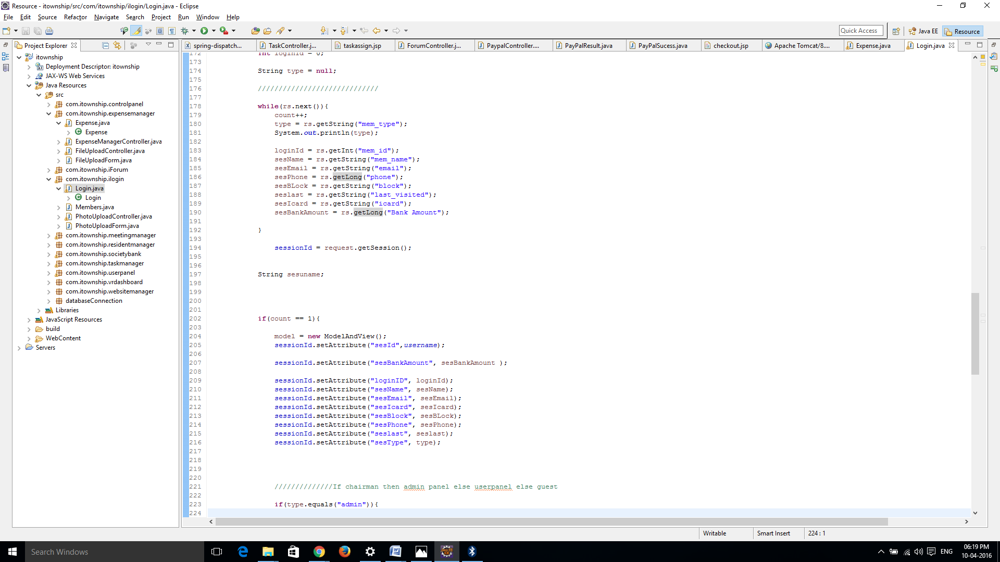 Resource - itownship/src/com/itownship/ilogin/Login.java - Eclipse
File Edit Source Refactor Navigate Search Project Run Window Help
Quick Access Java EE Resource
Project Explorer
spring-dispatch... TaskController.j... taskassign.jsp ForumController.j... PaypalController.... PayPalResult.java PayPalSucess.java checkout.jsp Apache Tomcat/8.... Expense.java Login.java
itownship
Deployment Descriptor: itownship
JAX-WS Web Services
Java Resources
src
com.itownship.controlpanel
com.itownship.expensemanager
Expense.java
Expense
ExpenseManagerController.java
FileUploadController.java
FileUploadForm.java
com.itownship.iForum
com.itownship.ilogin
Login.java
Login
Members.java
PhotoUploadController.java
PhotoUploadForm.java
com.itownship.meetingmanager
com.itownship.residentmanager
com.itownship.societybank
com.itownship.taskmanager
com.itownship.userpanel
com.itownship.vrdashboard
com.itownship.websitemanager
databaseConnection
Libraries
JavaScript Resources
build
WebContent
Servers
172 int loginId = 0;
173
174 String type = null;
175
176 /////////////////////////////
177
178 while(rs.next()){
179 count++;
180 type = rs.getString("mem_type");
181 System.out.println(type);
182
183 loginId = rs.getInt("mem_id");
184 sesName = rs.getString("mem_name");
185 sesEmail = rs.getString("email");
186 sesPhone = rs.getLong("phone");
187 sesBLock = rs.getString("block");
188 seslast = rs.getString("last_visited");
189 sesIcard = rs.getString("icard");
190 sesBankAmount = rs.getLong("Bank Amount");
191
192 }
193
194 sessionId = request.getSession();
195
196
197 String sesuname;
198
199
200
201
202 if(count == 1){
203
204 model = new ModelAndView();
205 sessionId.setAttribute("sesId",username);
206
207 sessionId.setAttribute("sesBankAmount", sesBankAmount );
208
209 sessionId.setAttribute("loginID", loginId);
210 sessionId.setAttribute("sesName", sesName);
211 sessionId.setAttribute("sesEmail", sesEmail);
212 sessionId.setAttribute("sesIcard", sesIcard);
213 sessionId.setAttribute("sesBlock", sesBLock);
214 sessionId.setAttribute("sesPhone", sesPhone);
215 sessionId.setAttribute("seslast", seslast);
216 sessionId.setAttribute("sesType", type);
217
218
219
220
221 //////////////If chairman then admin panel else userpanel else guest
222
223 if(type.equals("admin")){
224
Writable Smart Insert 224 : 1
Search Windows
ENG
06:19 PM
10-04-2016